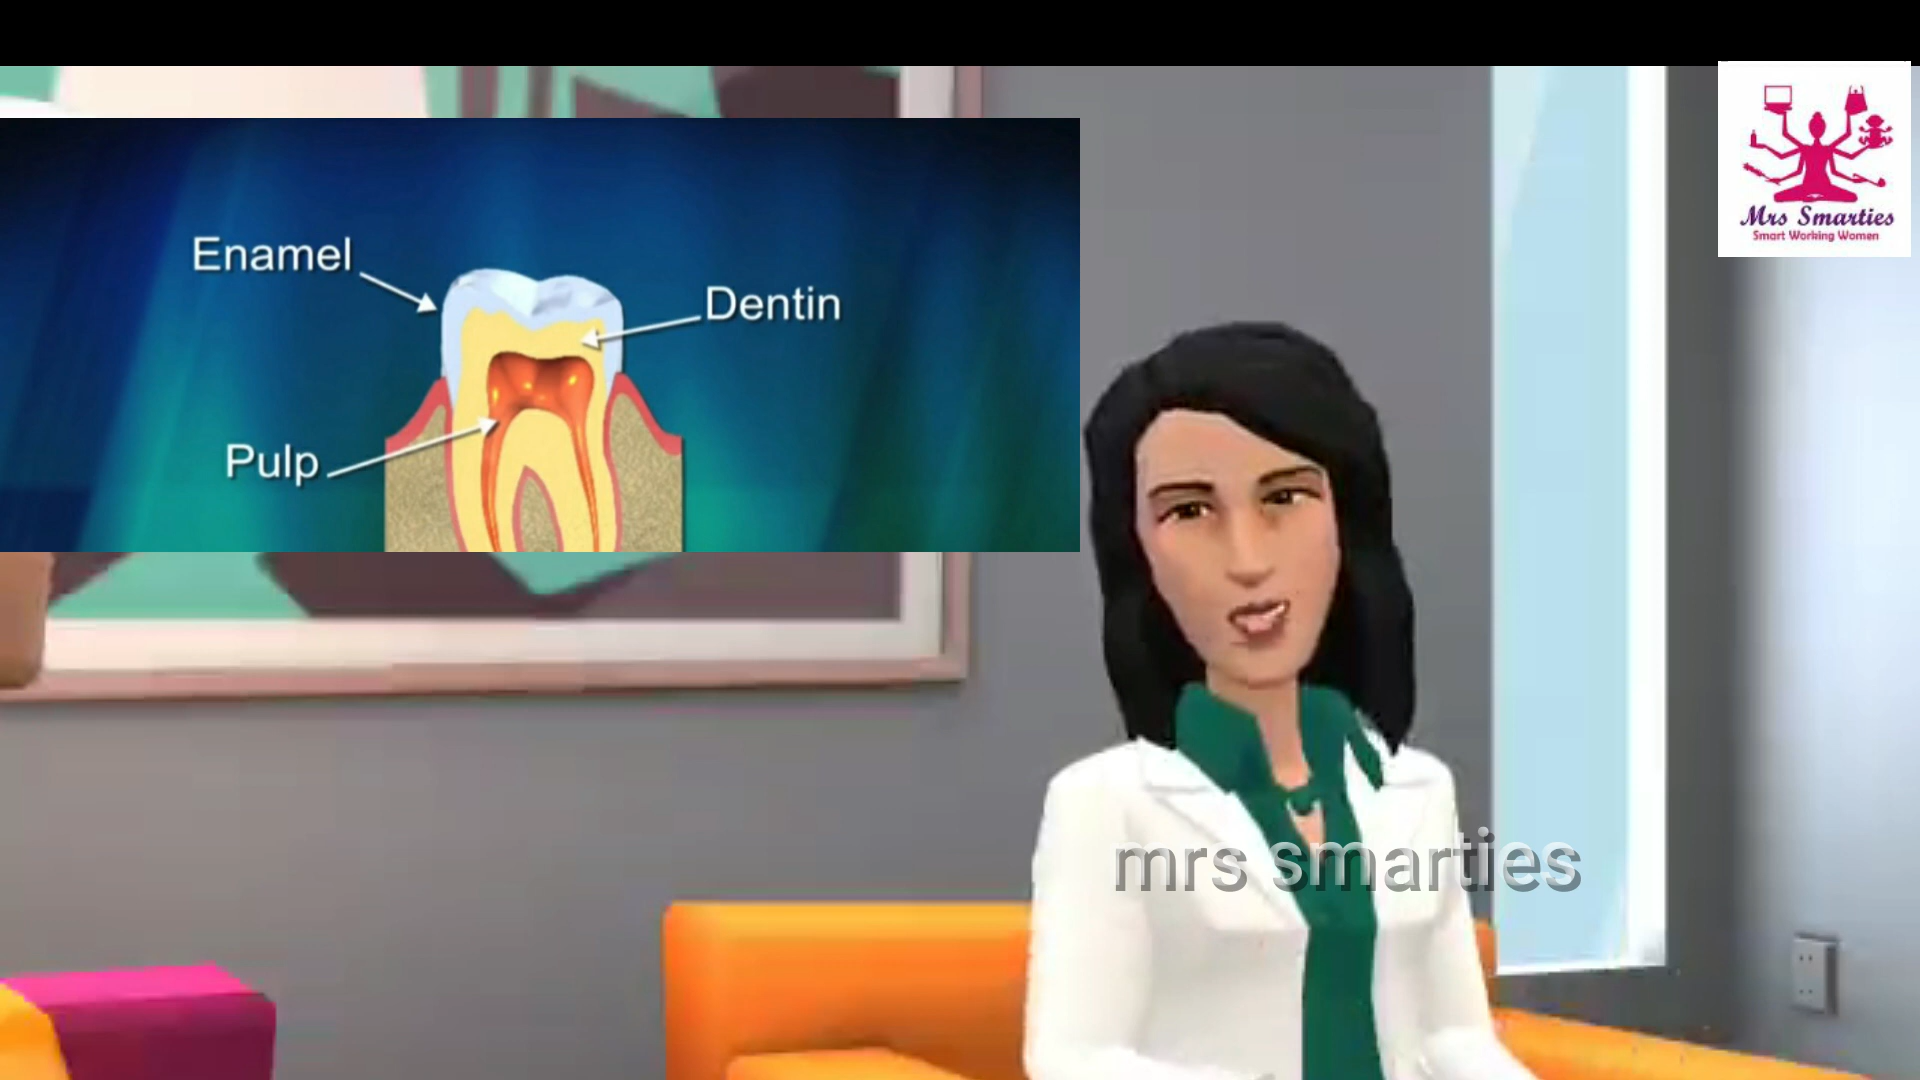 Enamel
Dentin
Pulp
Mrs Smarties
Smart Working Women
mrs smarties